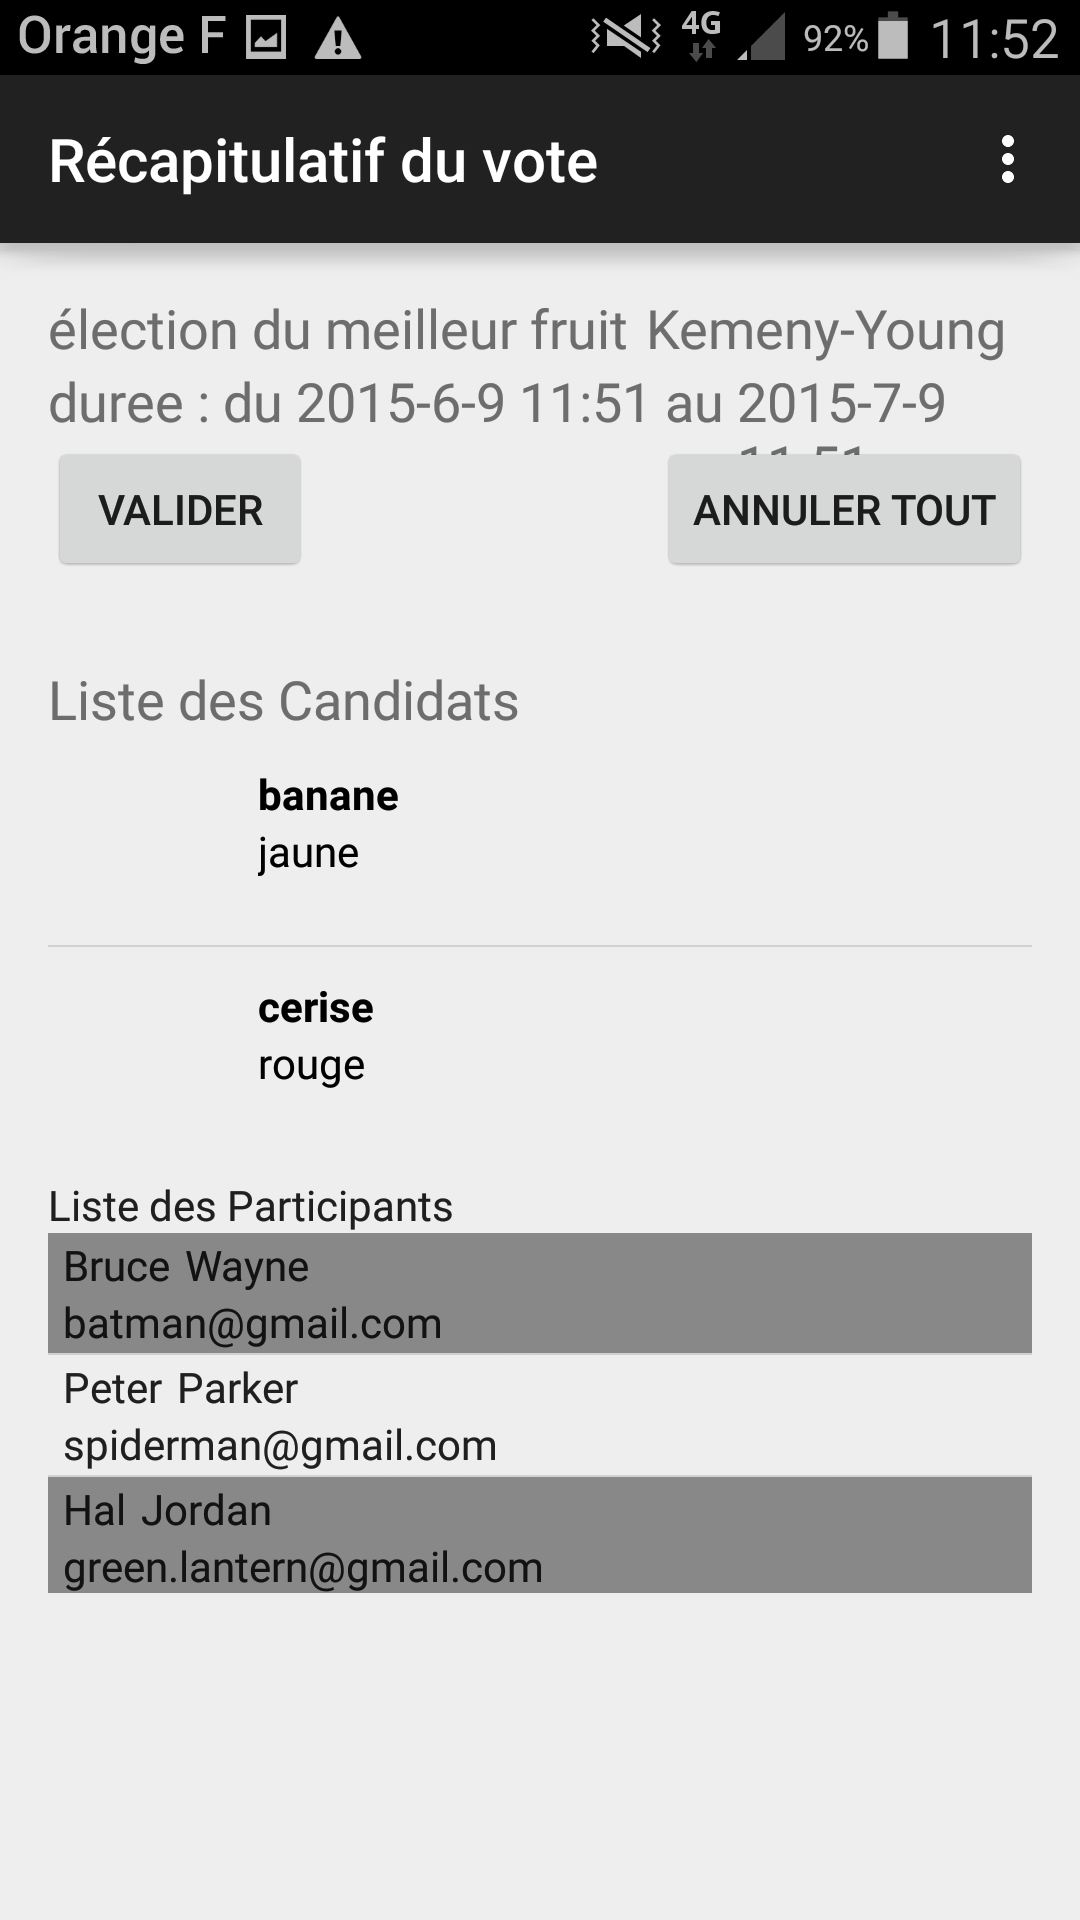 Orange F 4G 92% 11:52
Récapitulatif du vote
élection du meilleur fruit Kemeny-Young
duree : du 2015-6-9 11:51 au 2015-7-9
11:51
VALIDER ANNULER TOUT
Liste des Candidats
banane
jaune
cerise
rouge
Liste des Participants
Bruce Wayne
batman@gmail.com
Peter Parker
spiderman@gmail.com
Hal Jordan
green.lantern@gmail.com